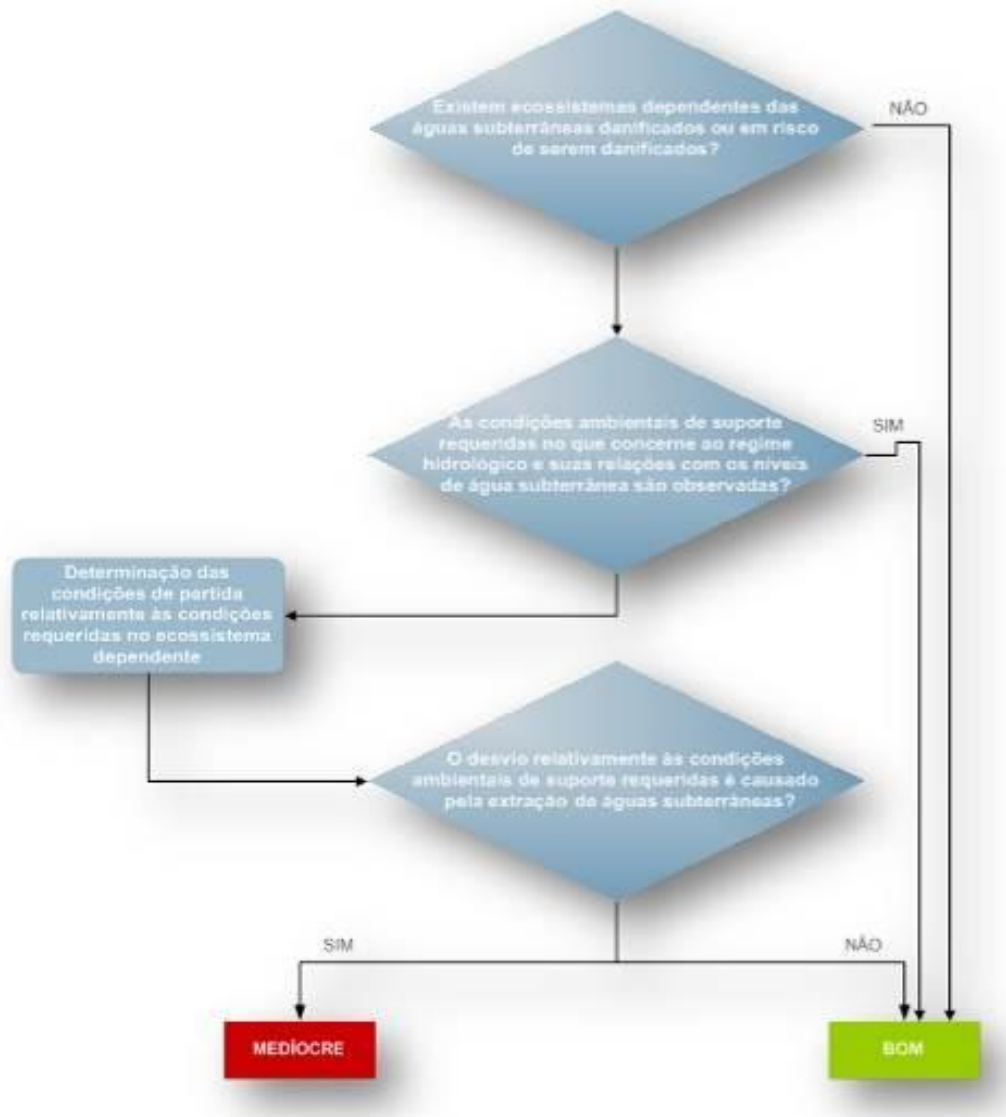 Existem ecossistemas dependentes das
águas subterrâneas danificados ou em risco
de serem danificados?
NÃO
As condições ambientais de suporte
requeridas no que concerne ao regime
hidrológico e suas relações com os níveis
de água subterrânea são observadas?
SIM
Determinação das
condições de partida
relativamente às condições
requeridas no ecossistema
dependente
O desvio relativamente às condições
ambientais de suporte requeridas é causado
pela extração de águas subterrâneas?
SIM
NÃO
MEDÍOCRE
BOM